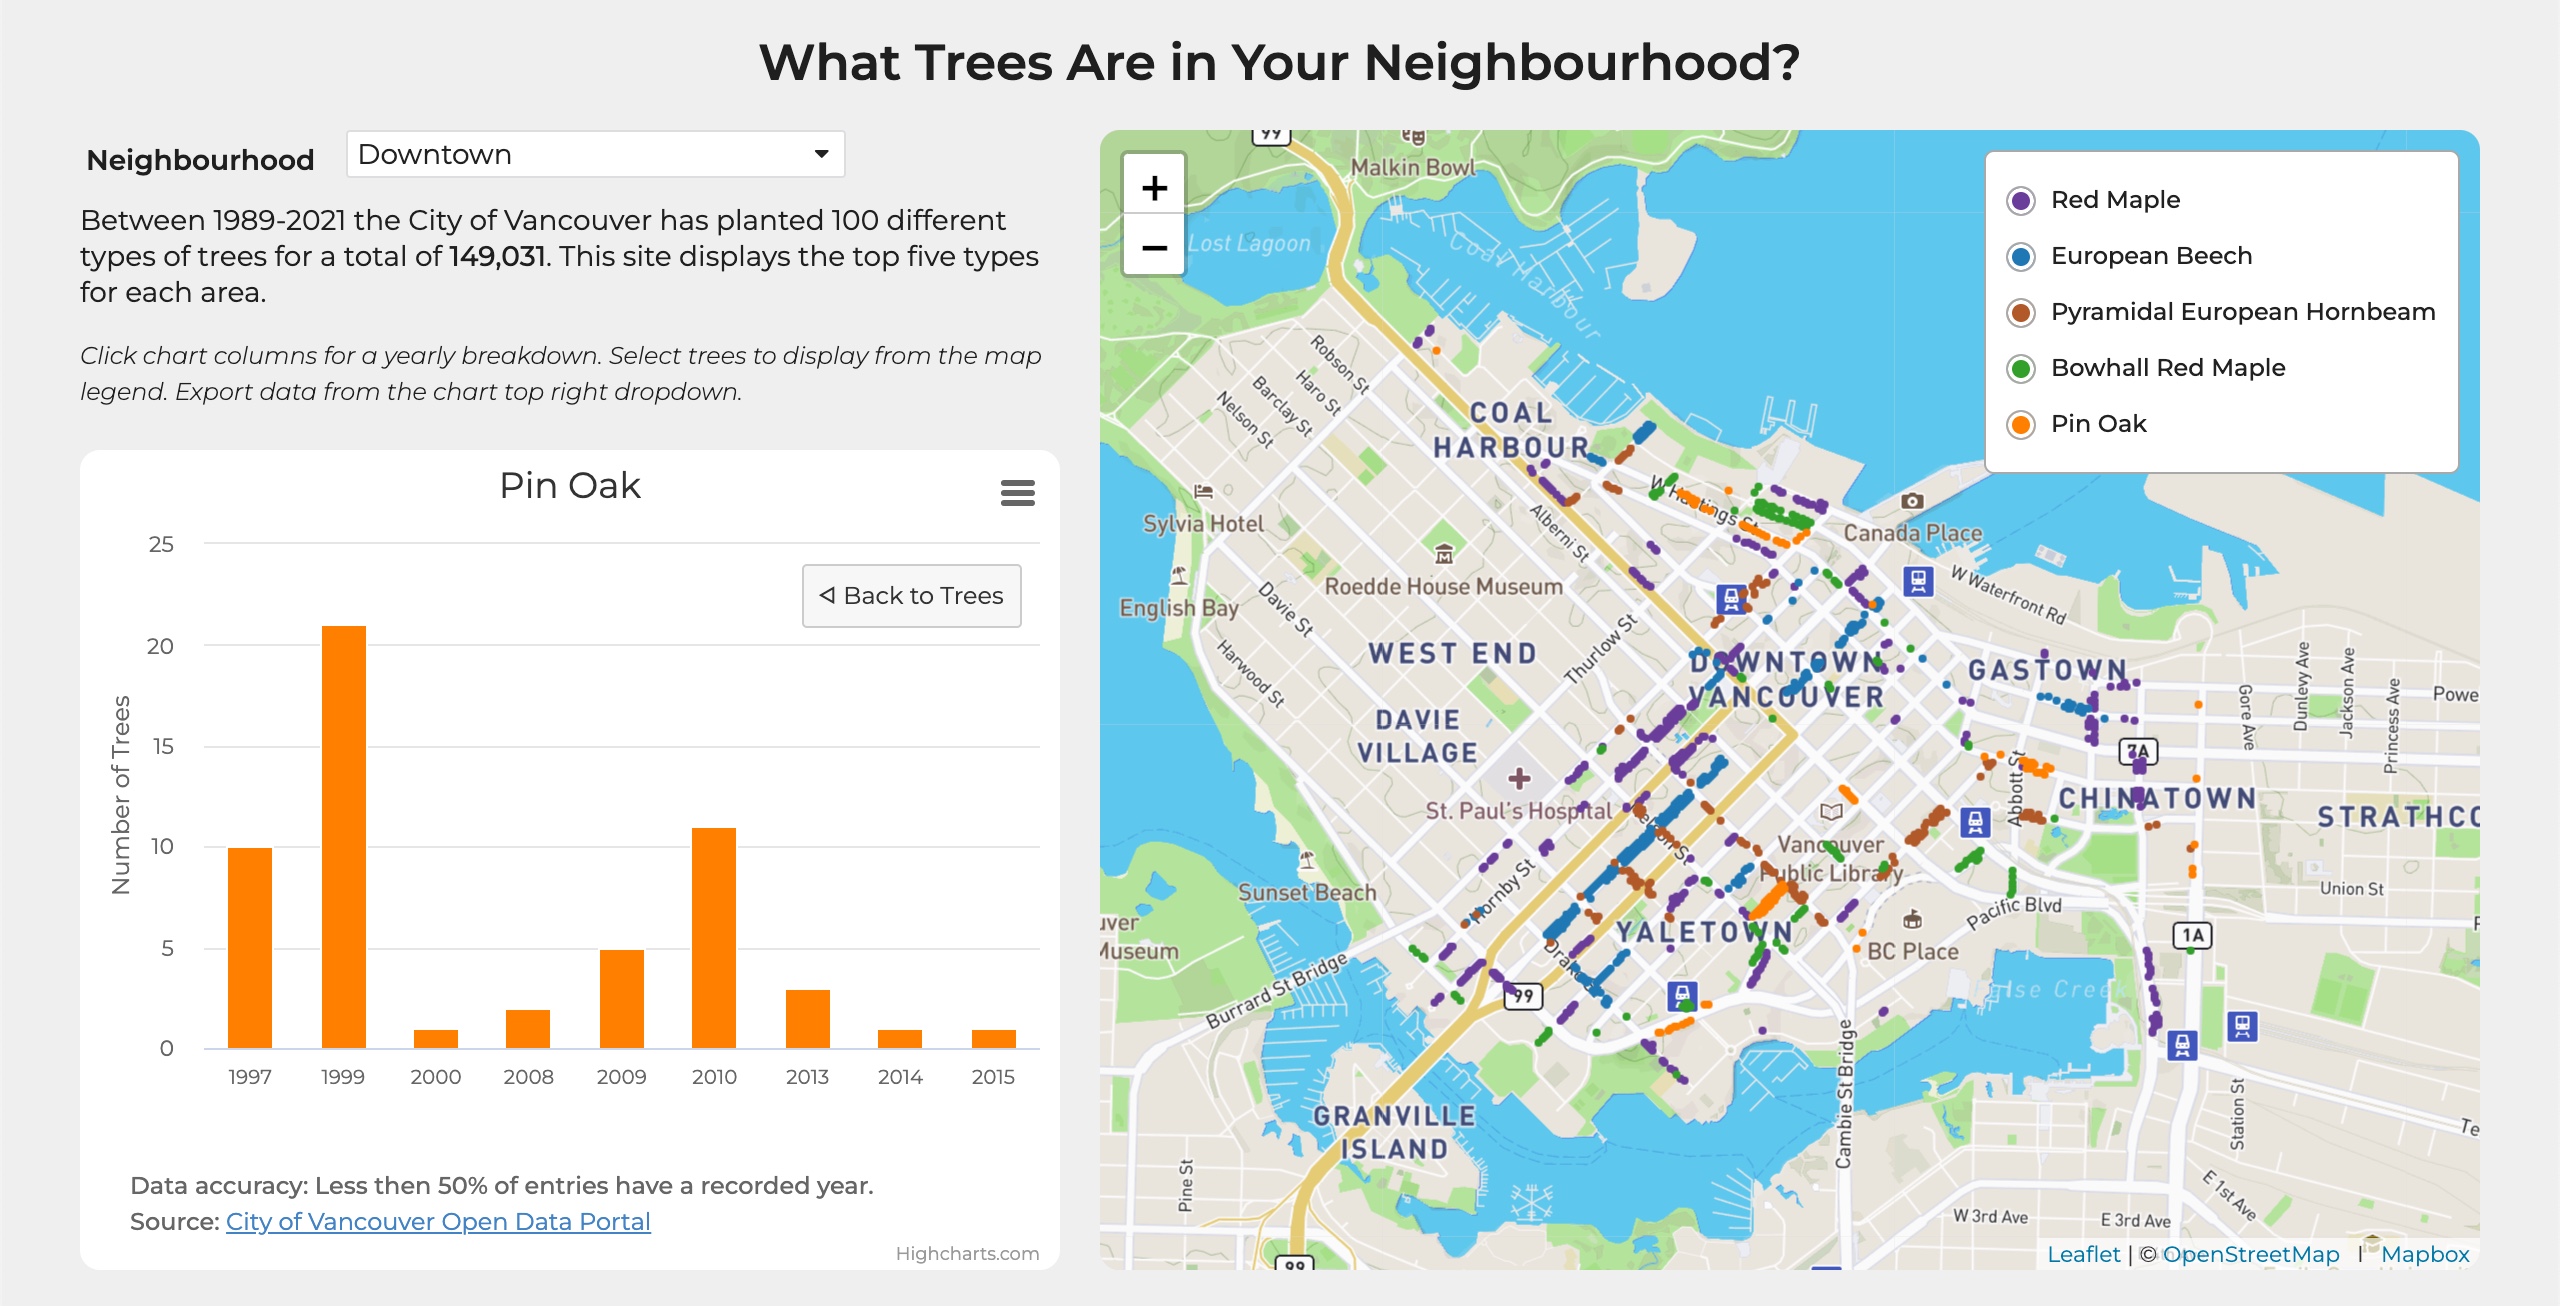 What Trees Are in Your Neighbourhood?
Neighbourhood
Downtown
Between 1989-2021 the City of Vancouver has planted 100 different
types of trees for a total of 149,031. This site displays the top five types
for each area.
Click chart columns for a yearly breakdown. Select trees to display from the map
legend. Export data from the chart top right dropdown.
Pin Oak
◁ Back to Trees
Number of Trees
25
20
15
10
5
0
1997 1999 2000 2008 2009 2010 2013 2014 2015
Data accuracy: Less then 50% of entries have a recorded year.
Source: City of Vancouver Open Data Portal
Highcharts.com
+
−
Red Maple
European Beech
Pyramidal European Hornbeam
Bowhall Red Maple
Pin Oak
99
Malkin Bowl
Lost Lagoon
Coal Harbour
Robson St
Haro St
Barclay St
Nelson St
COAL
HARBOUR
W Hastings St
Alberni St
Canada Place
Sylvia Hotel
Roedde House Museum
English Bay
Davie St
W Waterfront Rd
Harwood St
WEST END
Thurlow St
DOWNTOWN
VANCOUVER
GASTOWN
Gore Ave
Dunlevy Ave
Jackson Ave
Princess Ave
Powe
DAVIE
VILLAGE
7A
Abbott St
St. Paul's Hospital
CHINATOWN
STRATHCO
Vancouver
Public Library
Sunset Beach
Hornby St
Union St
Pacific Blvd
YALETOWN
BC Place
1A
uver
Museum
Burrard St Bridge
99
False Creek
Cambie St Bridge
GRANVILLE
ISLAND
Station St
Te
Pine St
E 1st Ave
W 3rd Ave
E 3rd Ave
99
Leaflet | © OpenStreetMap | Mapbox